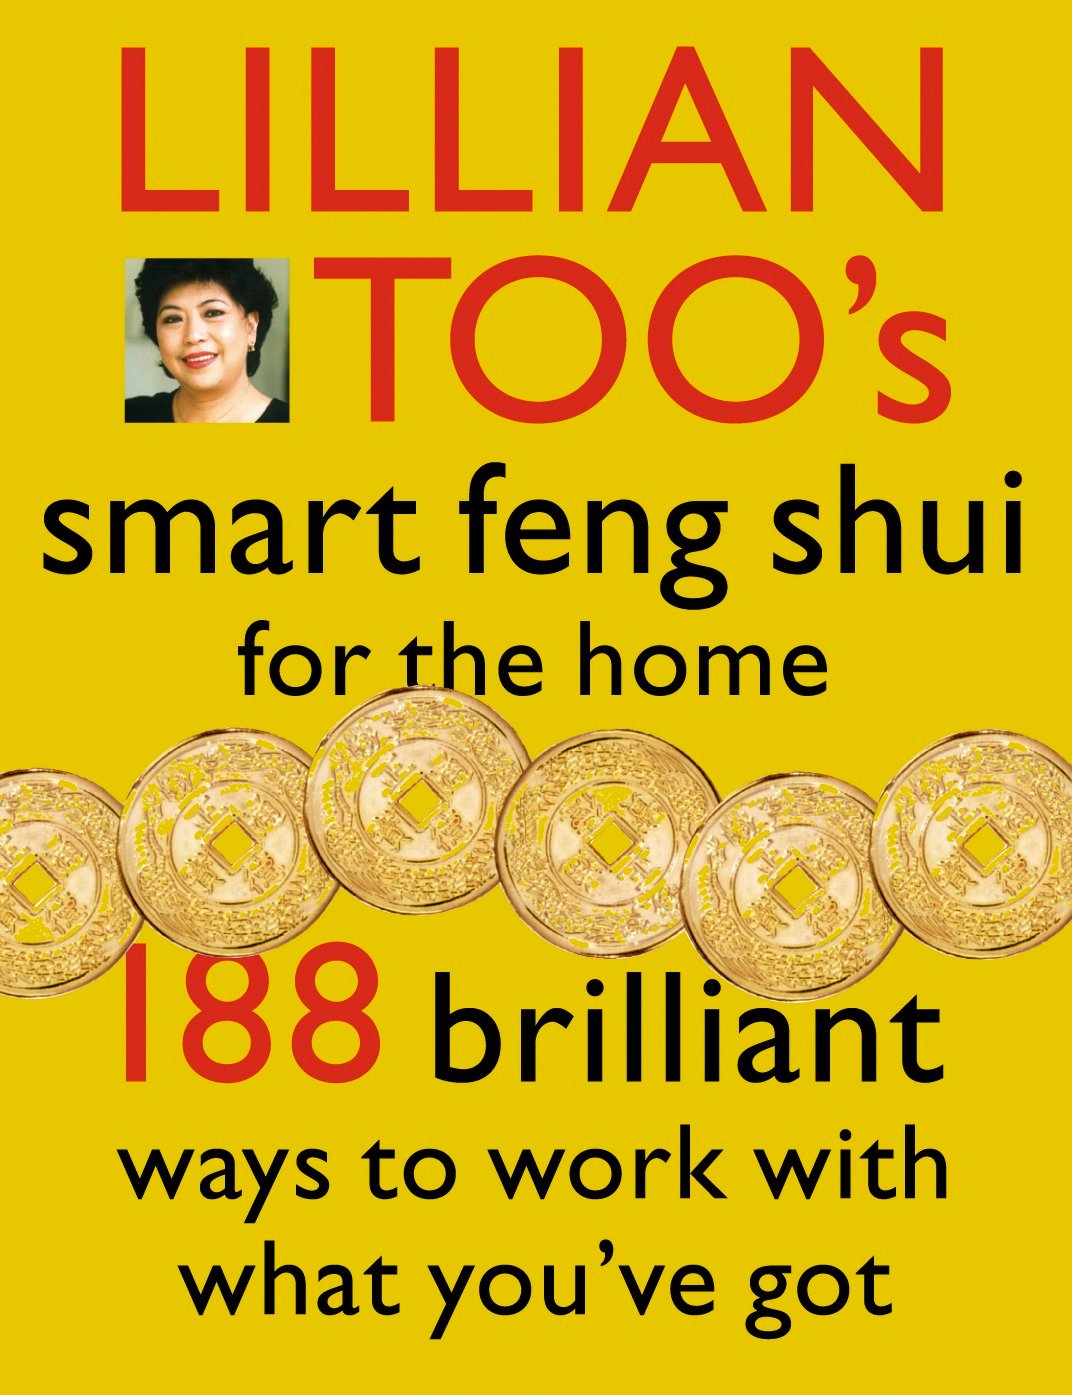 LILLIAN
TOO's
smart feng shui
for the home
188 brilliant
ways to work with
what you've got